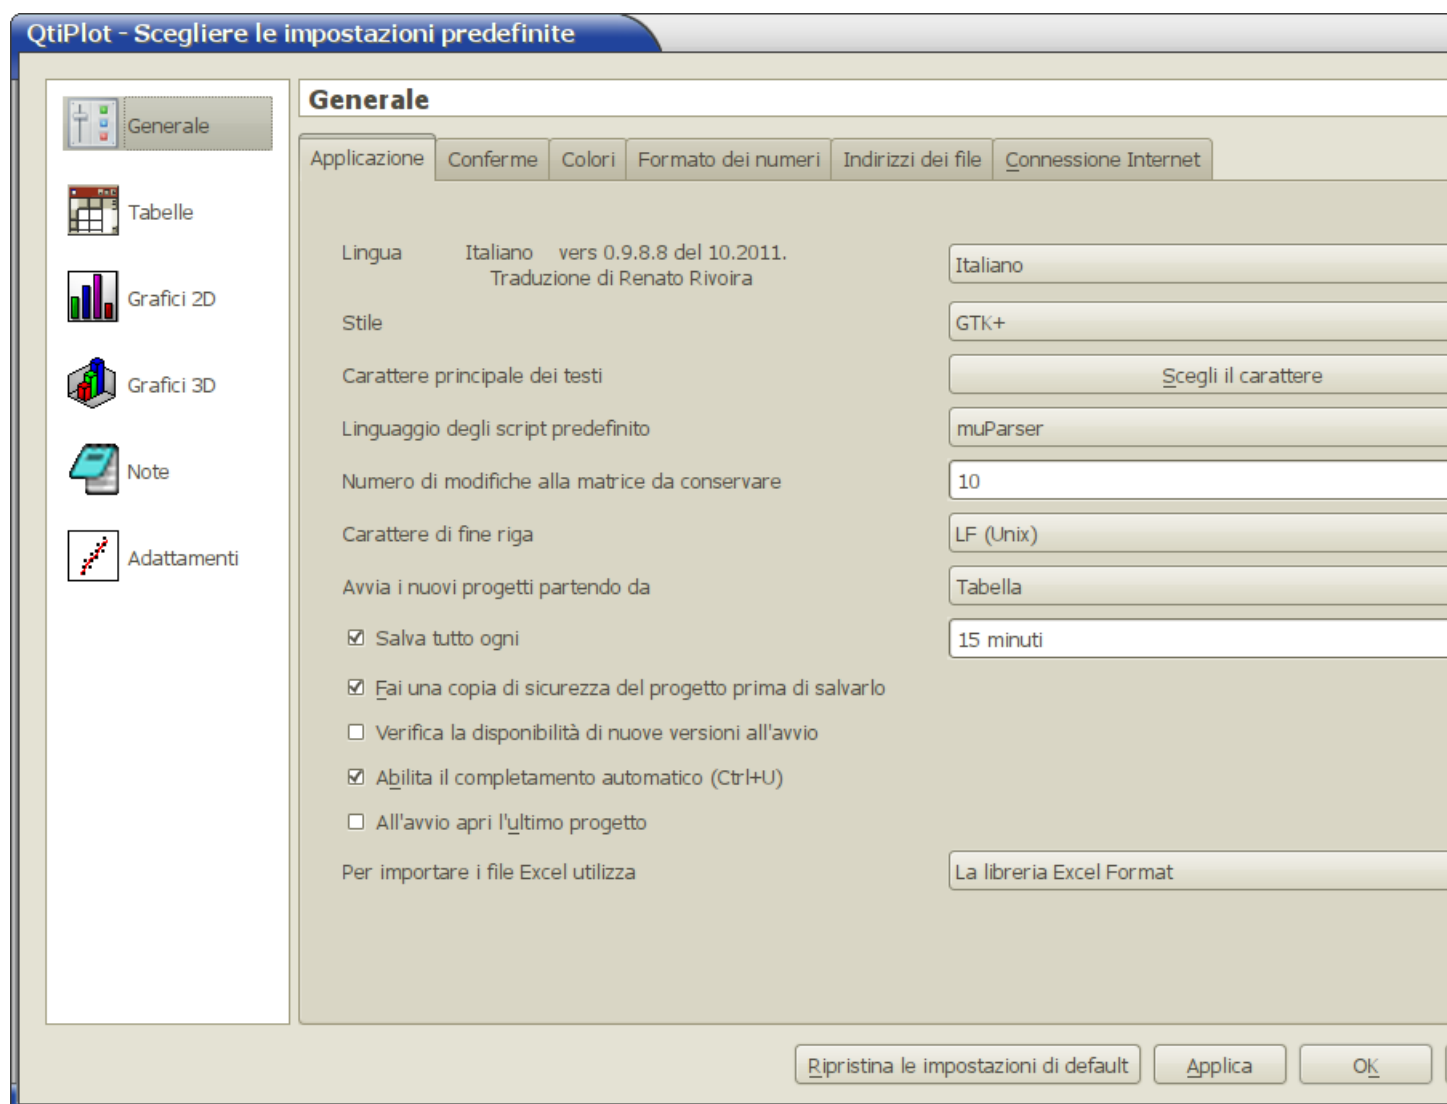 QtiPlot - Scegliere le impostazioni predefinite
Generale
Tabelle
Grafici 2D
Grafici 3D
Note
Adattamenti
Generale
Applicazione Conferme Colori Formato dei numeri Indirizzi dei file Connessione Internet
Lingua Italiano vers 0.9.8.8 del 10.2011. Italiano
Traduzione di Renato Rivoira
Stile GTK+
Carattere principale dei testi Scegli il carattere
Linguaggio degli script predefinito muParser
Numero di modifiche alla matrice da conservare 10
Carattere di fine riga LF (Unix)
Avvia i nuovi progetti partendo da Tabella
Salva tutto ogni 15 minuti
Fai una copia di sicurezza del progetto prima di salvarlo
Verifica la disponibilità di nuove versioni all'avvio
Abilita il completamento automatico (Ctrl+U)
All'avvio apri l'ultimo progetto
Per importare i file Excel utilizza La libreria Excel Format
Ripristina le impostazioni di default Applica OK